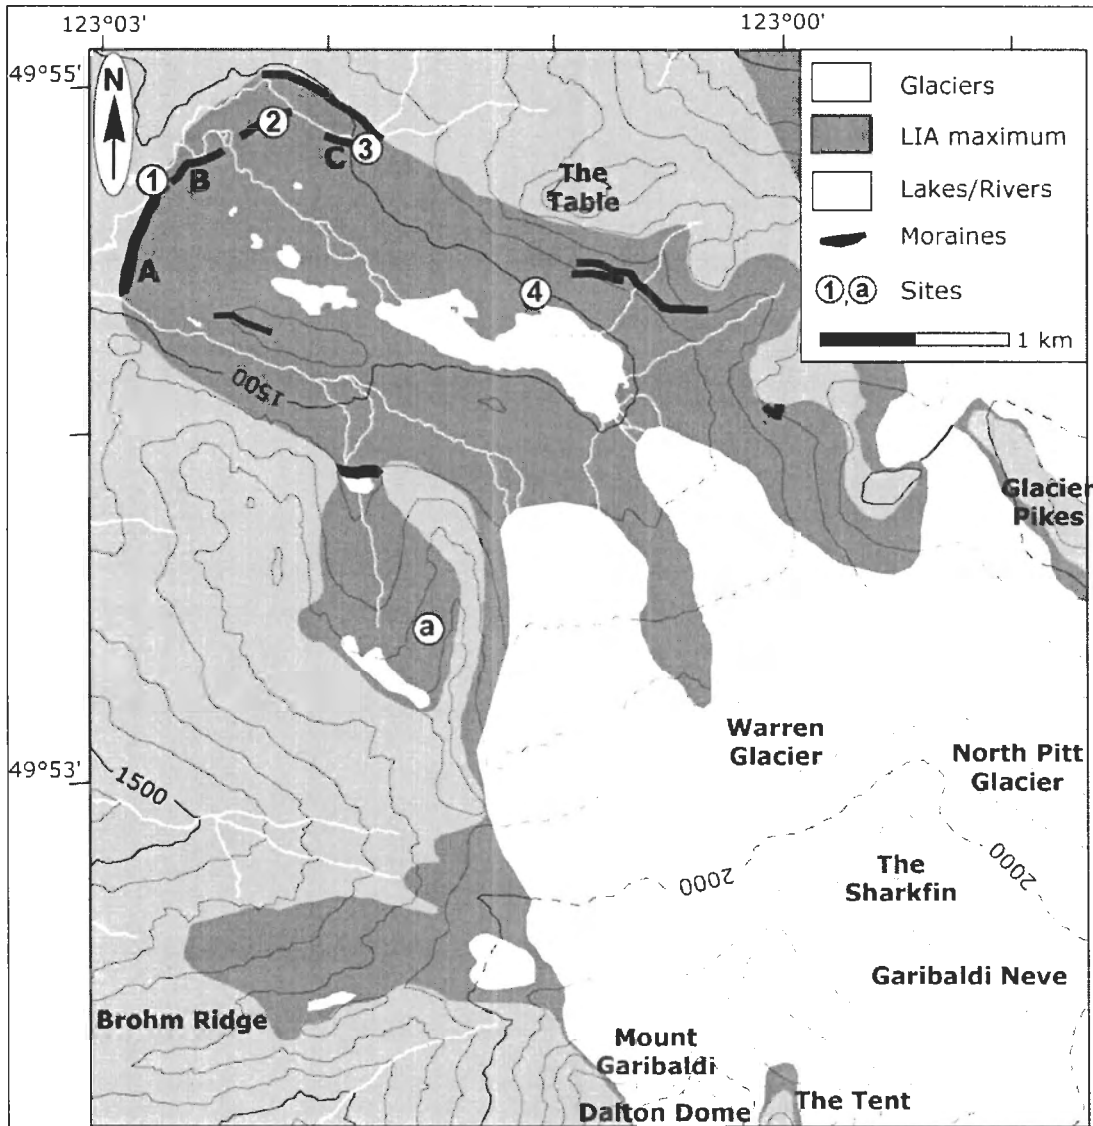 123°03'
123°00'
49°55'
N
Glaciers
LIA maximum
Lakes/Rivers
Moraines
1,a Sites
1 km
2
3
C
1
B
The
Table
A
4
1500
Glacier
Pikes
a
Warren
Glacier
North Pitt
Glacier
49°53'
1500
The
Sharkfin
2000
2000
Garibaldi Neve
Brohm Ridge
Mount
Garibaldi
Dalton Dome
The Tent